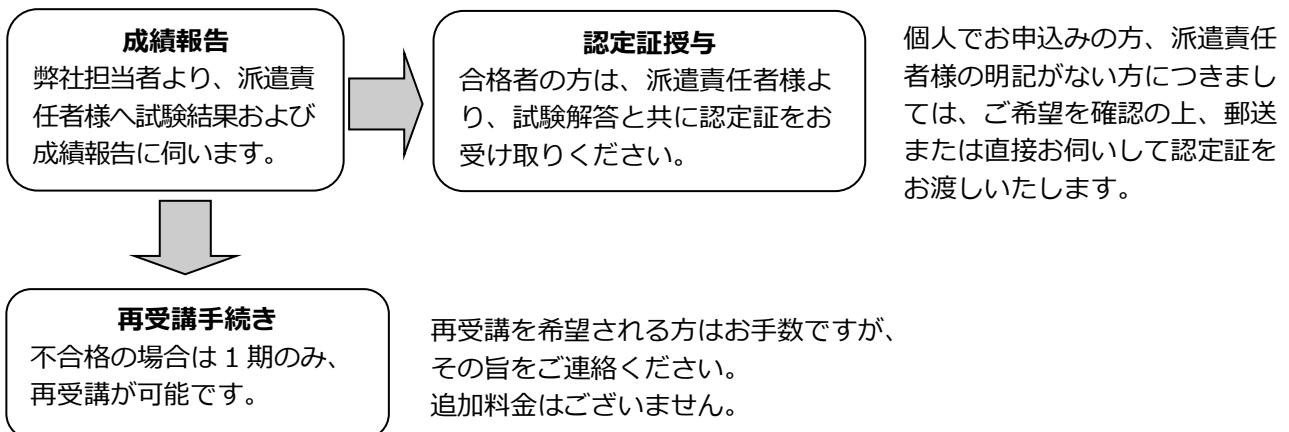 成績報告
弊社担当者より、派遣責
任者様へ試験結果および
成績報告に伺います。
認定証授与
合格者の方は、派遣責任者様よ
り、試験解答と共に認定証をお
受け取りください。
個人でお申込みの方、派遣責任
者様の明記がない方につきまし
ては、ご希望を確認の上、郵送
または直接お伺いして認定証を
お渡しいたします。
再受講手続き
不合格の場合は 1 期のみ、
再受講が可能です。
再受講を希望される方はお手数ですが、
その旨をご連絡ください。
追加料金はございません。